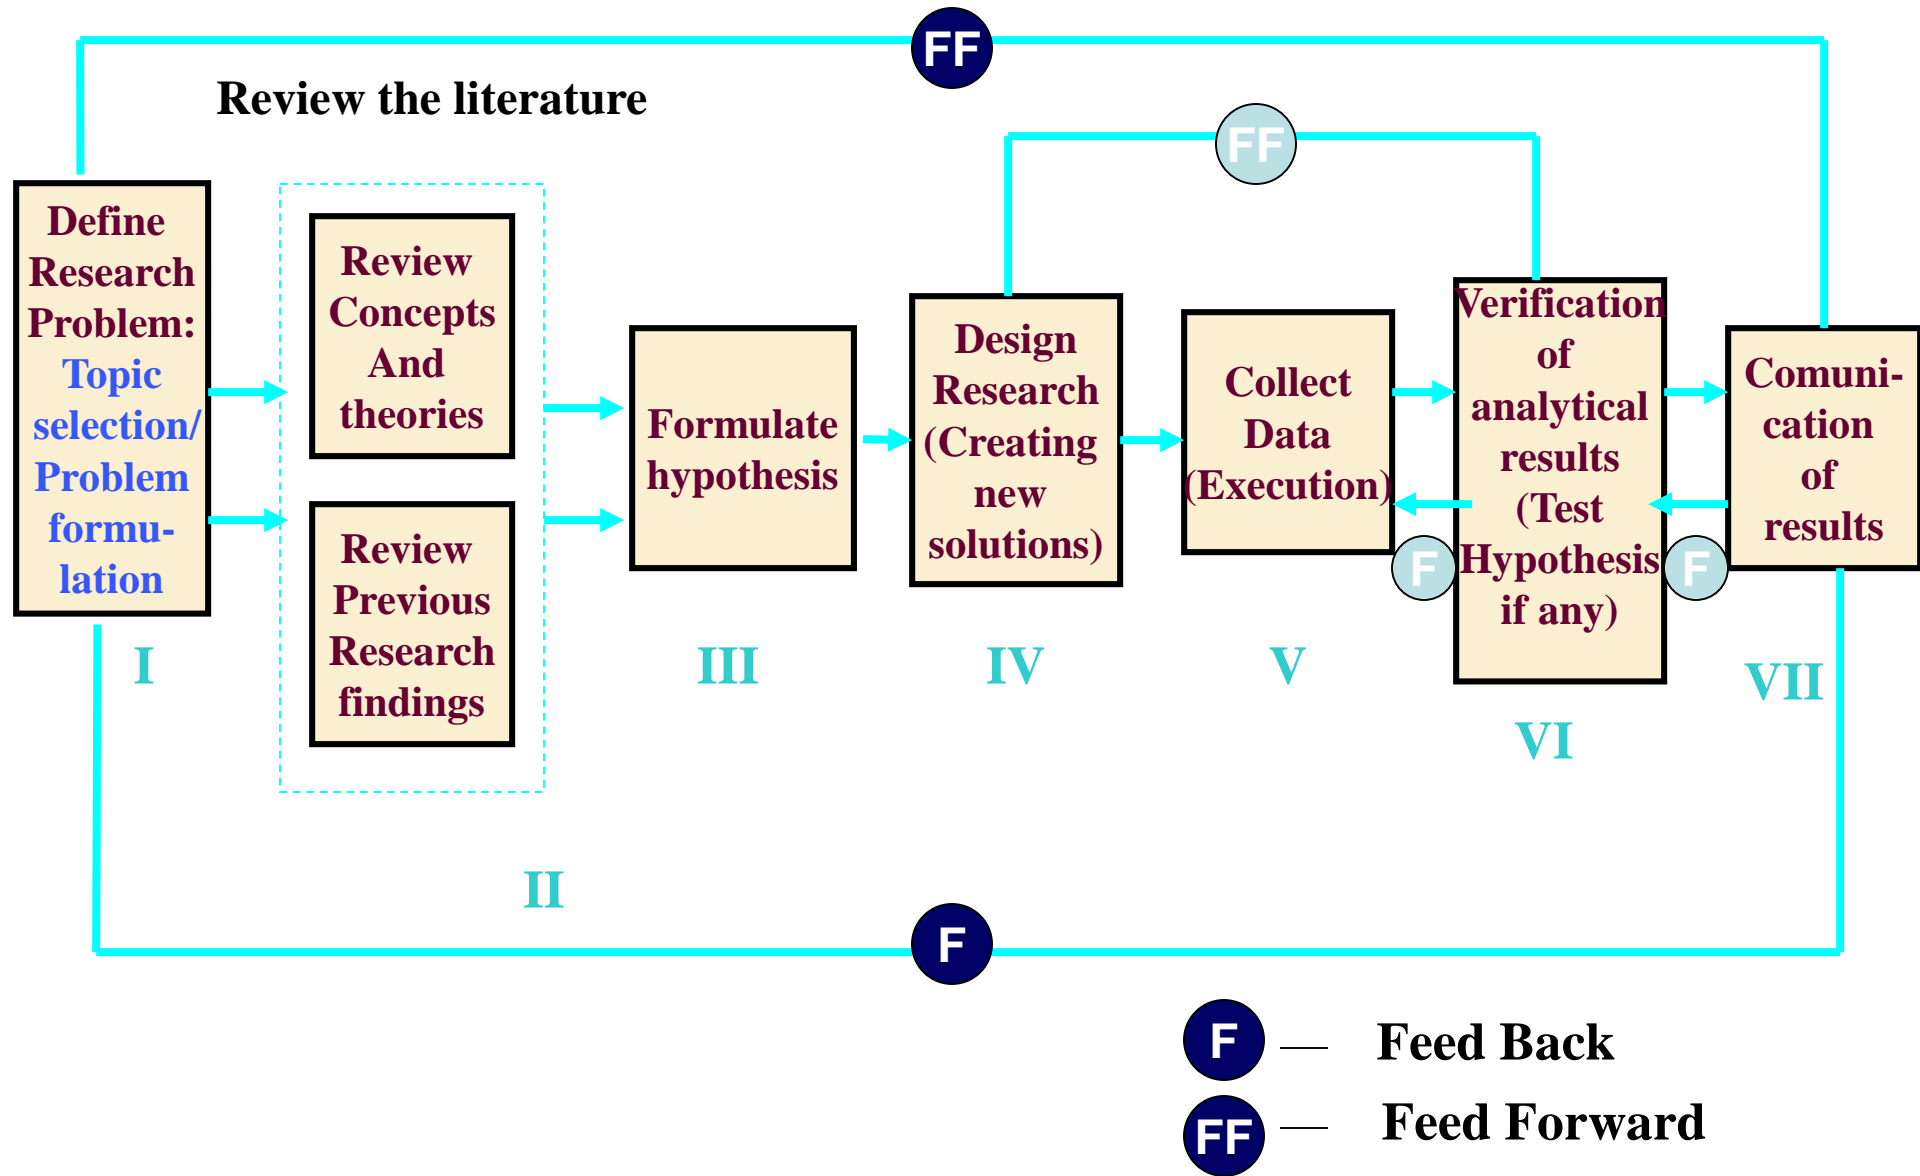 FF
Review the literature
FF
Define
Research
Problem:
Topic
selection/
Problem
formu-
lation
I
Review
Concepts
And
theories
Review
Previous
Research
findings
II
Formulate
hypothesis
III
Design
Research
(Creating
new
solutions)
IV
Collect
Data
(Execution)
V
F
Verification
of
analytical
results
(Test
Hypothesis
if any)
VI
F
Comuni-
cation
of
results
VII
F
F — Feed Back
FF — Feed Forward